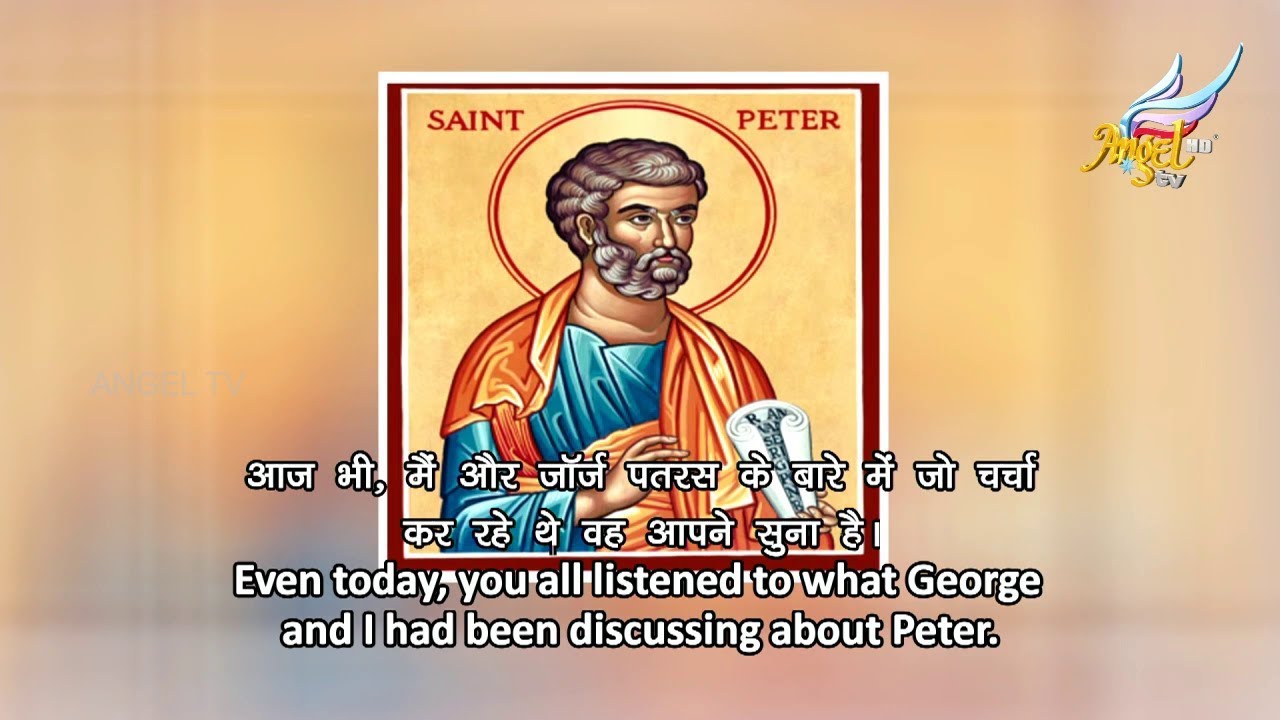 SAINT PETER
Angel HD
tv
ANGEL TV
आज भी, मैं और जॉर्ज पतरस के बारे में जो चर्चा
कर रहे थे वह आपने सुना है।
Even today, you all listened to what George
and I had been discussing about Peter.